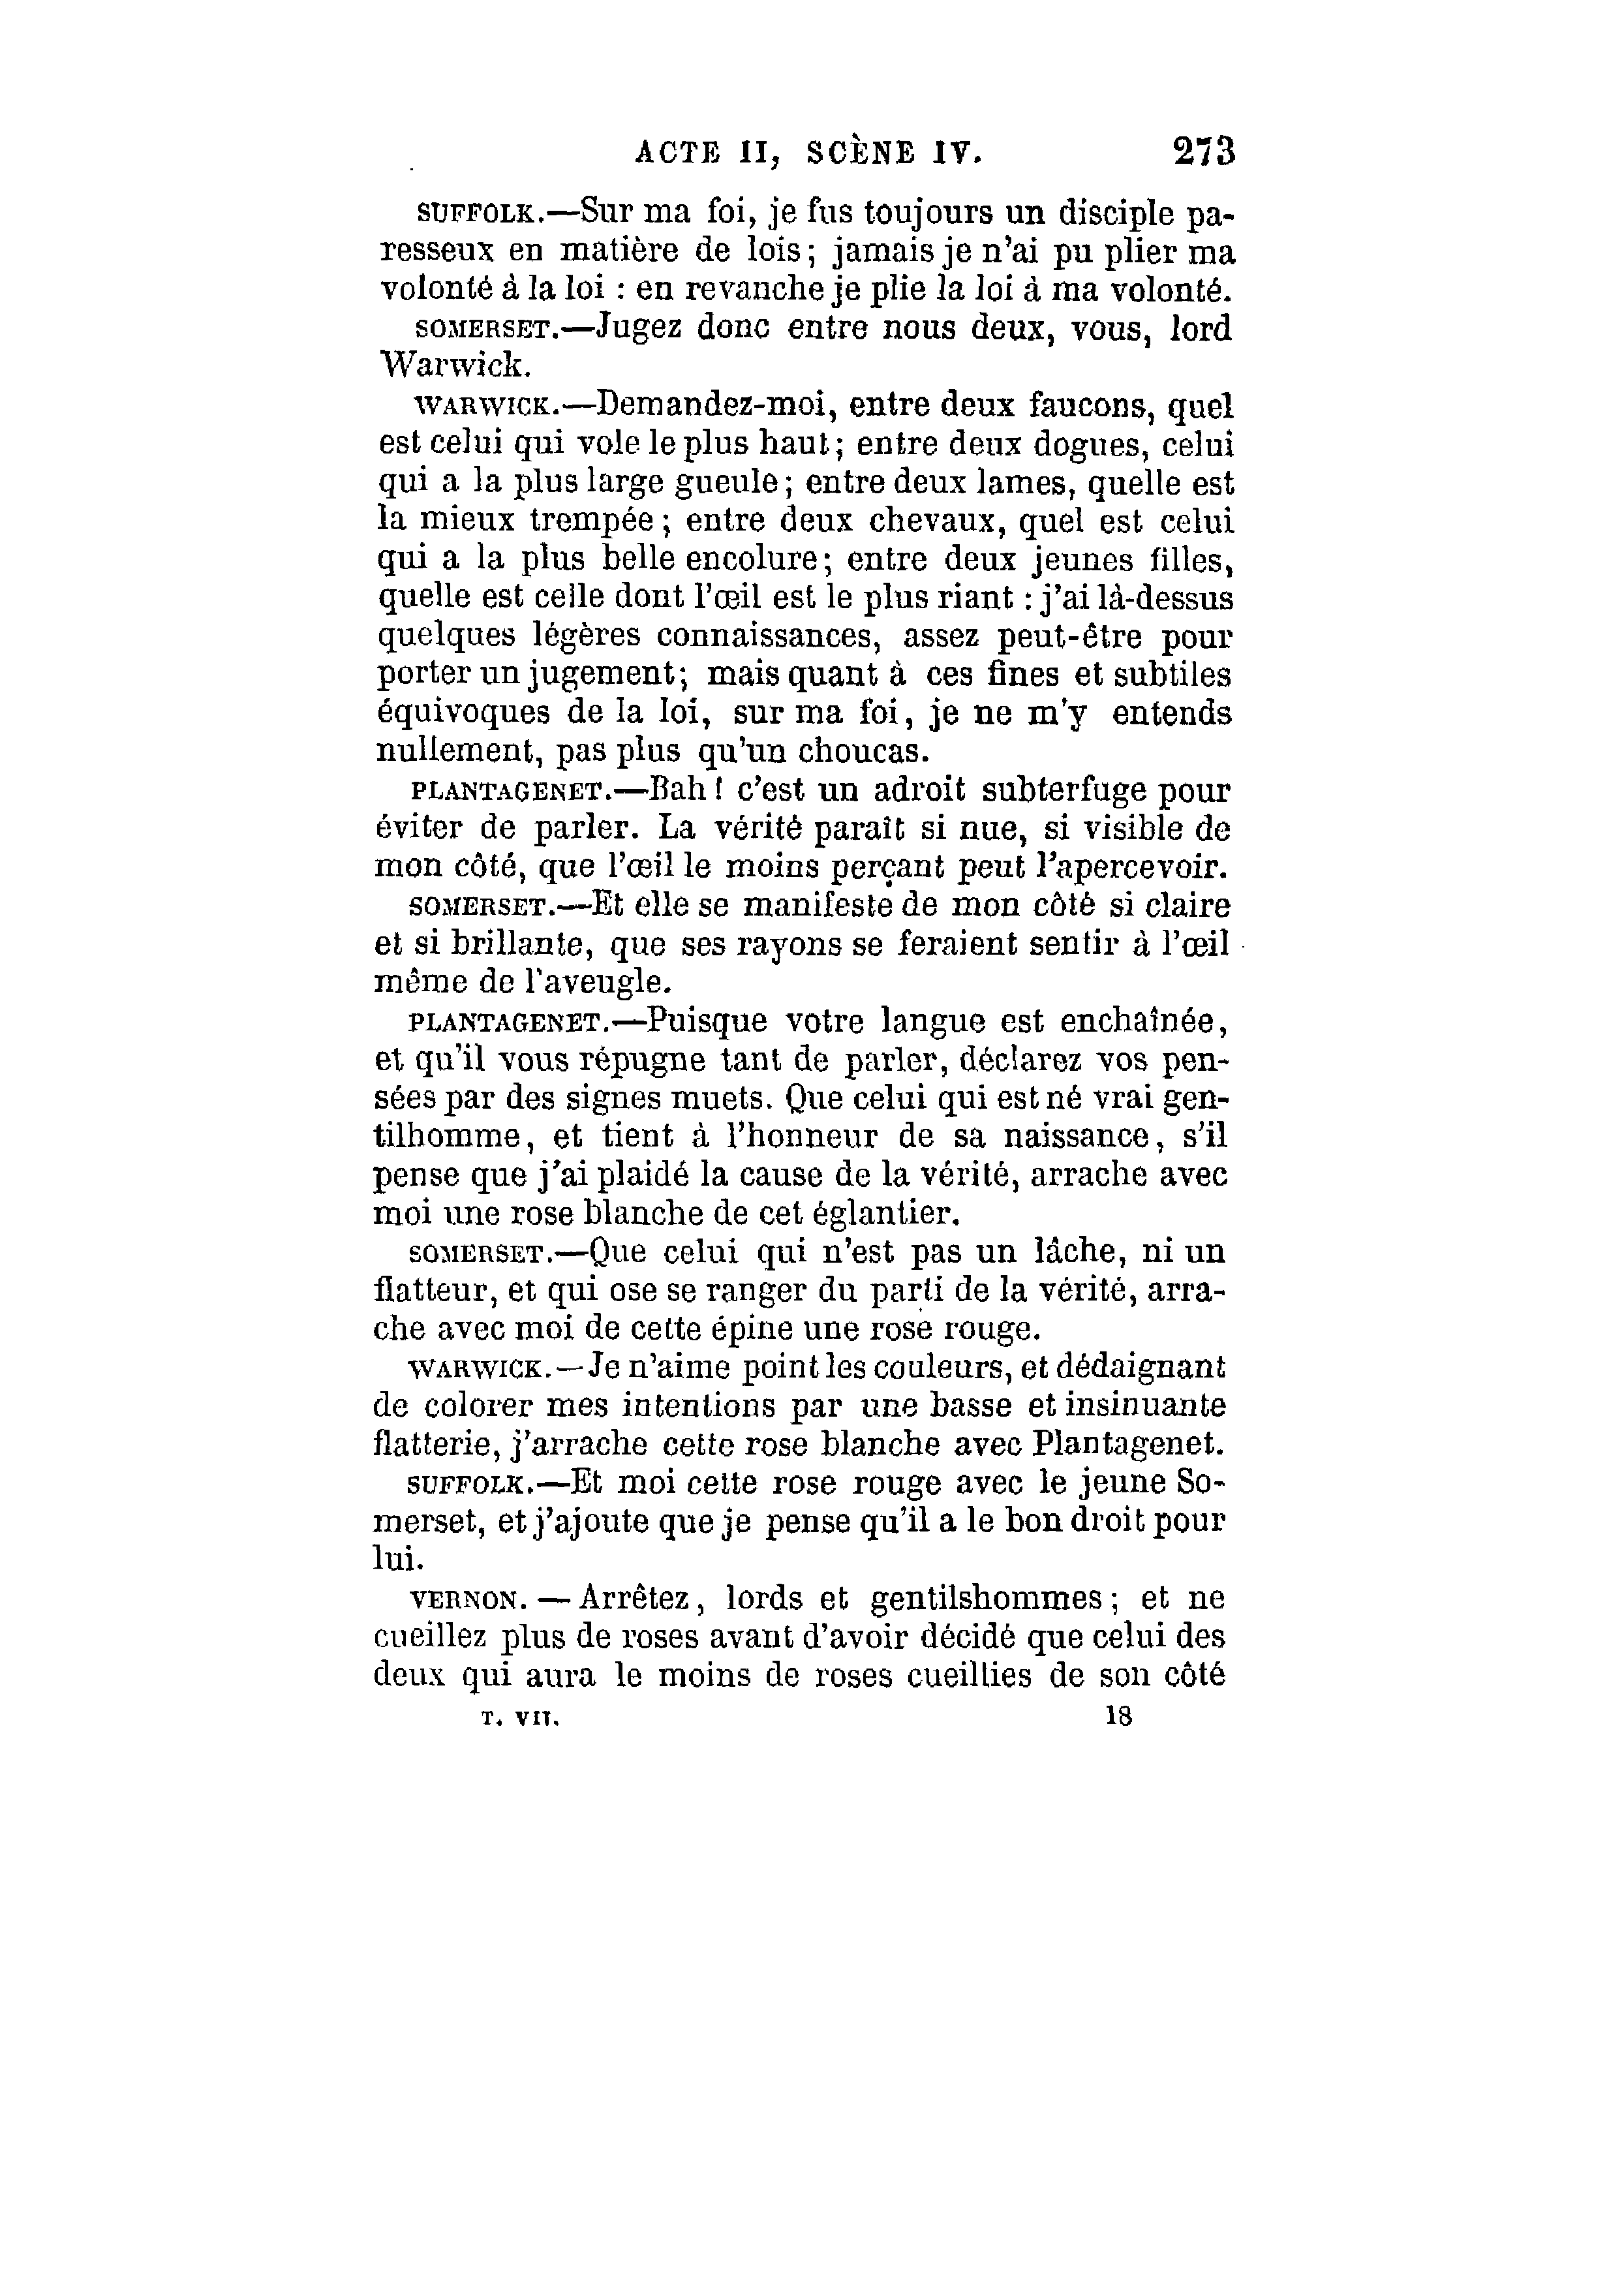 ACTE II, SCÈNE IV. 273
SUFFOLK.—Sur ma foi, je fus toujours un disciple pa-
resseux en matière de lois; jamais je n'ai pu plier ma
volonté à la loi : en revanche je plie la loi à ma volonté.
SOMERSET.—Jugez donc entre nous deux, vous, lord
Warwick.
WARWICK.—Demandez-moi, entre deux faucons, quel
est celui qui vole le plus haut; entre deux dogues, celui
qui a la plus large gueule; entre deux lames, quelle est
la mieux trempée; entre deux chevaux, quel est celui
qui a la plus belle encolure; entre deux jeunes filles,
quelle est celle dont l'œil est le plus riant : j'ai là-dessus
quelques légères connaissances, assez peut-être pour
porter un jugement; mais quant à ces fines et subtiles
équivoques de la loi, sur ma foi, je ne m'y entends
nullement, pas plus qu'un choucas.
PLANTAGENET.—Bah ! c'est un adroit subterfuge pour
éviter de parler. La vérité paraît si nue, si visible de
mon côté, que l'œil le moins perçant peut l'apercevoir.
SOMERSET.—Et elle se manifeste de mon côté si claire
et si brillante, que ses rayons se feraient sentir à l'œil
même de l'aveugle.
PLANTAGENET.—Puisque votre langue est enchaînée,
et qu'il vous répugne tant de parler, déclarez vos pen-
sées par des signes muets. Que celui qui est né vrai gen-
tilhomme, et tient à l'honneur de sa naissance, s'il
pense que j'ai plaidé la cause de la vérité, arrache avec
moi une rose blanche de cet églantier.
SOMERSET.—Que celui qui n'est pas un lâche, ni un
flatteur, et qui ose se ranger du parti de la vérité, arra-
che avec moi de cette épine une rose rouge.
WARWICK.—Je n'aime point les couleurs, et dédaignant
de colorer mes intentions par une basse et insinuante
flatterie, j'arrache cette rose blanche avec Plantagenet.
SUFFOLK.—Et moi cette rose rouge avec le jeune So-
merset, et j'ajoute que je pense qu'il a le bon droit pour
lui.
VERNON. — Arrêtez, lords et gentilshommes; et ne
cueillez plus de roses avant d'avoir décidé que celui des
deux qui aura le moins de roses cueillies de son côté
T. VII. 18